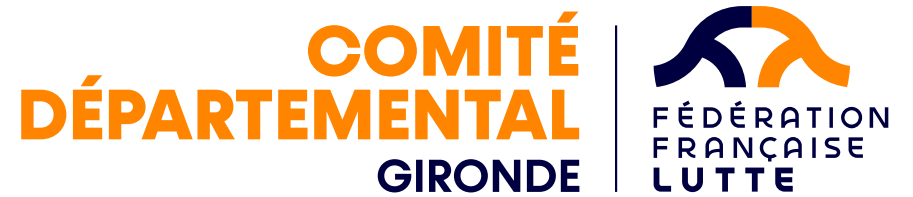 COMITÉ
DÉPARTEMENTAL
GIRONDE
FÉDÉRATION
FRANÇAISE
LUTTE